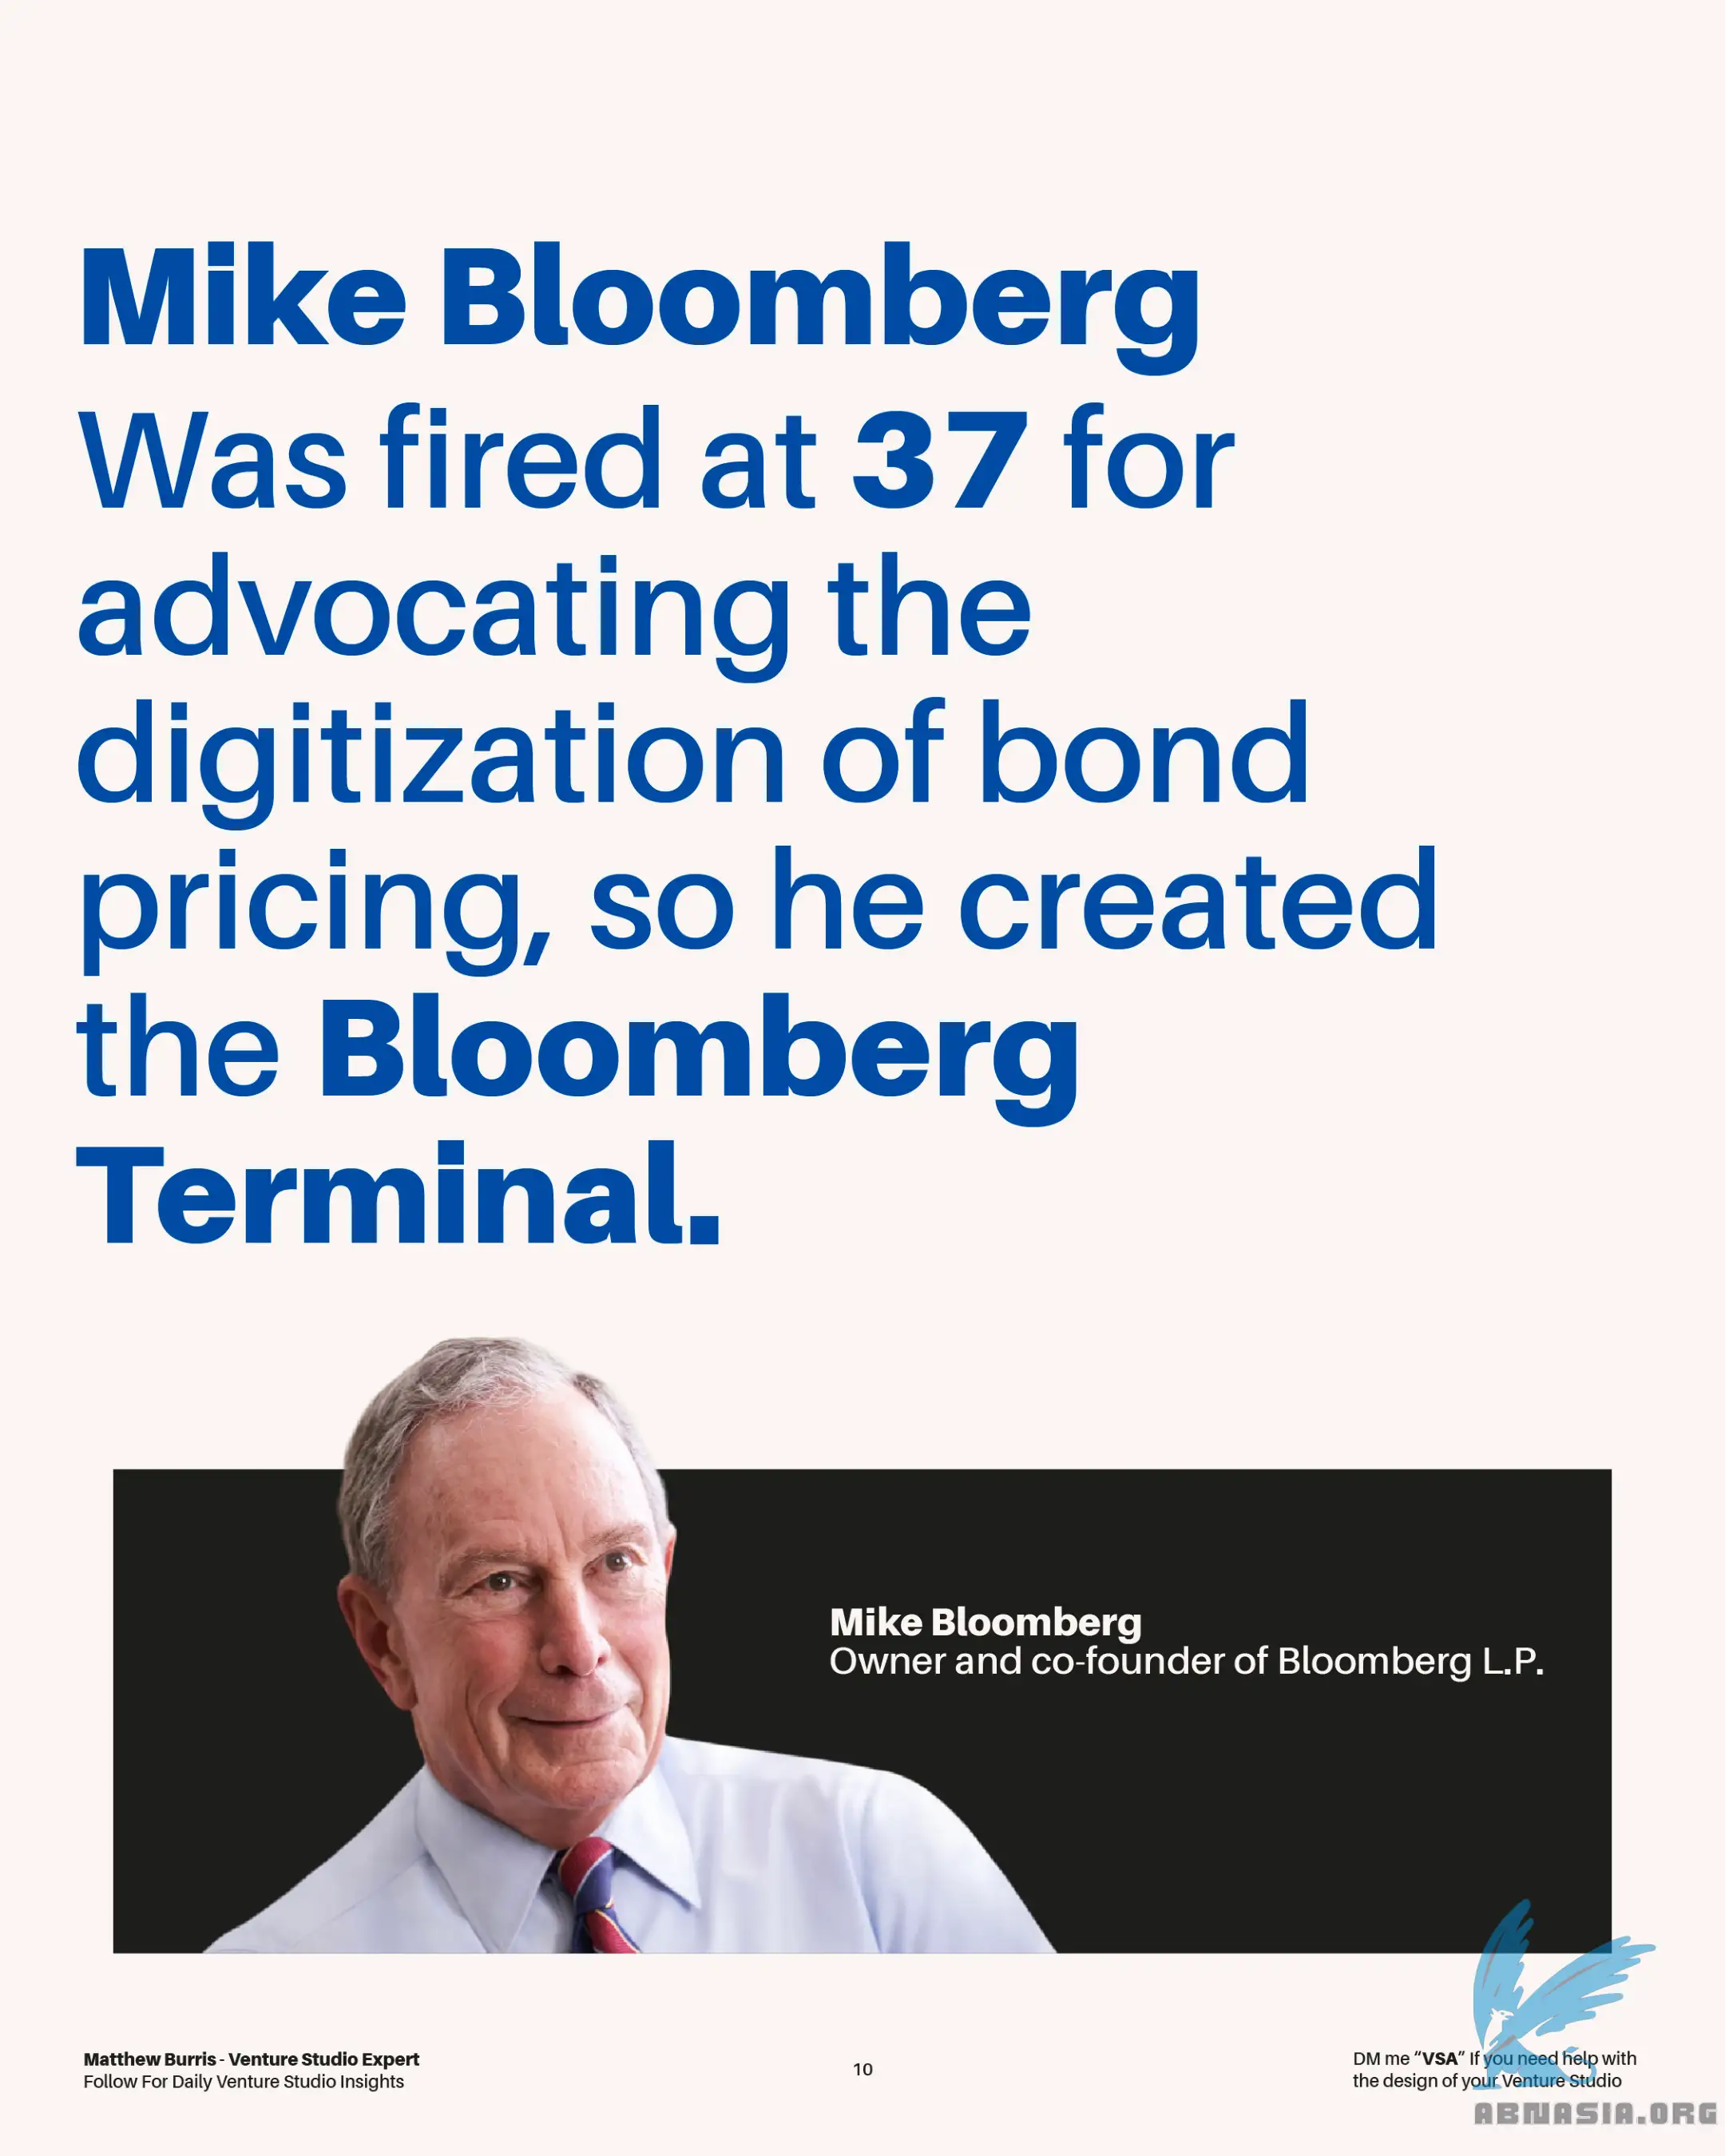 Mike Bloomberg
Was fired at 37 for
advocating the
digitization of bond
pricing, so he created
the Bloomberg
Terminal.
Mike Bloomberg
Owner and co-founder of Bloomberg L.P.
Matthew Burris - Venture Studio Expert
Follow For Daily Venture Studio Insights
10
DM me “VSA” If you need help with
the design of your Venture Studio
ABNASIA.ORG